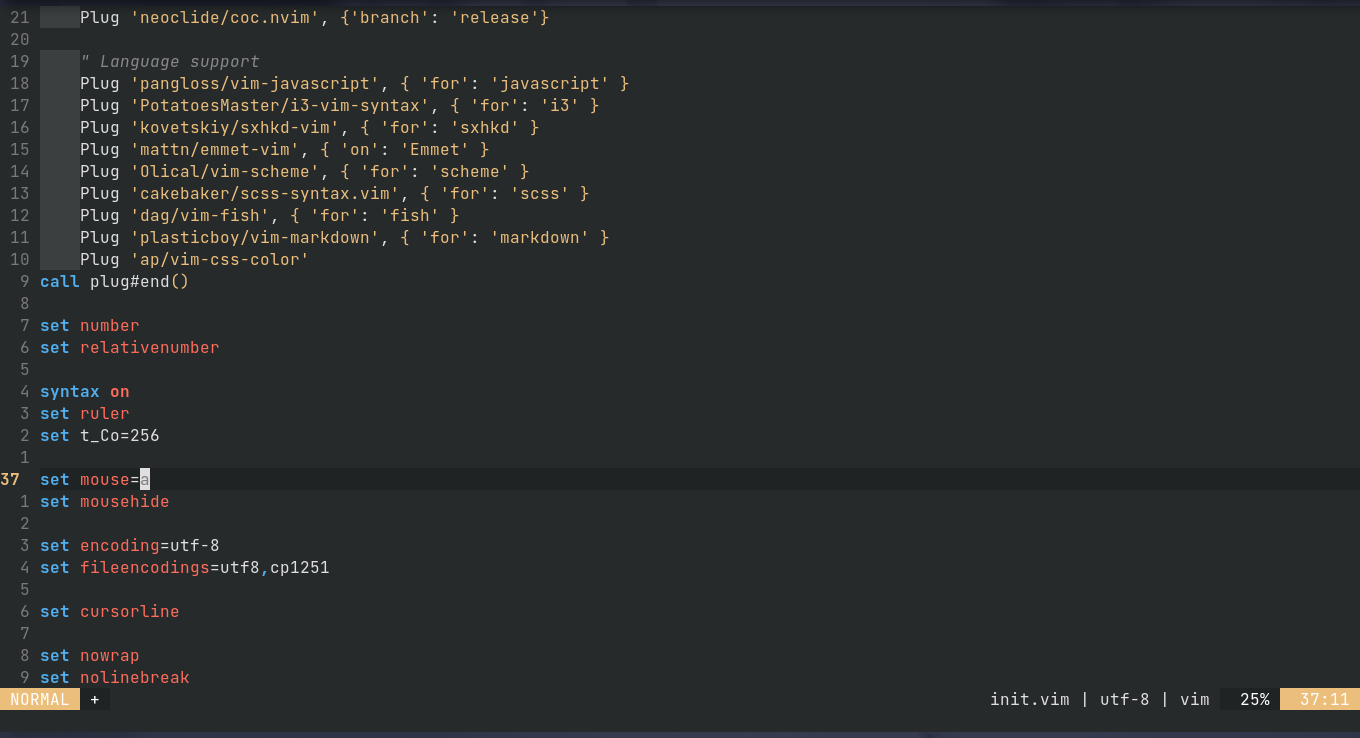 21 Plug 'neoclide/coc.nvim', {'branch': 'release'}
20
19 " Language support
18 Plug 'pangloss/vim-javascript', { 'for': 'javascript' }
17 Plug 'PotatoesMaster/i3-vim-syntax', { 'for': 'i3' }
16 Plug 'kovetskiy/sxhkd-vim', { 'for': 'sxhkd' }
15 Plug 'mattn/emmet-vim', { 'on': 'Emmet' }
14 Plug 'Olical/vim-scheme', { 'for': 'scheme' }
13 Plug 'cakebaker/scss-syntax.vim', { 'for': 'scss' }
12 Plug 'dag/vim-fish', { 'for': 'fish' }
11 Plug 'plasticboy/vim-markdown', { 'for': 'markdown' }
10 Plug 'ap/vim-css-color'
9 call plug#end()
8
7 set number
6 set relativenumber
5
4 syntax on
3 set ruler
2 set t_Co=256
1
37 set mouse=a
1 set mousehide
2
3 set encoding=utf-8
4 set fileencodings=utf8,cp1251
5
6 set cursorline
7
8 set nowrap
9 set nolinebreak
NORMAL + init.vim | utf-8 | vim 25% 37:11